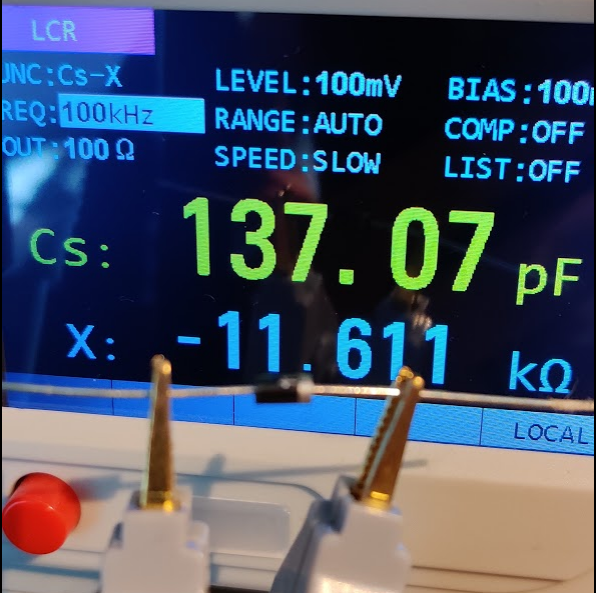 LCR
UNC:Cs-X LEVEL:100mV BIAS:100
REQ:100kHz RANGE:AUTO COMP:OFF
OUT:100 Ω SPEED:SLOW LIST:OFF
Cs: 137.07 pF
X: -11.611 kΩ
LOCAL